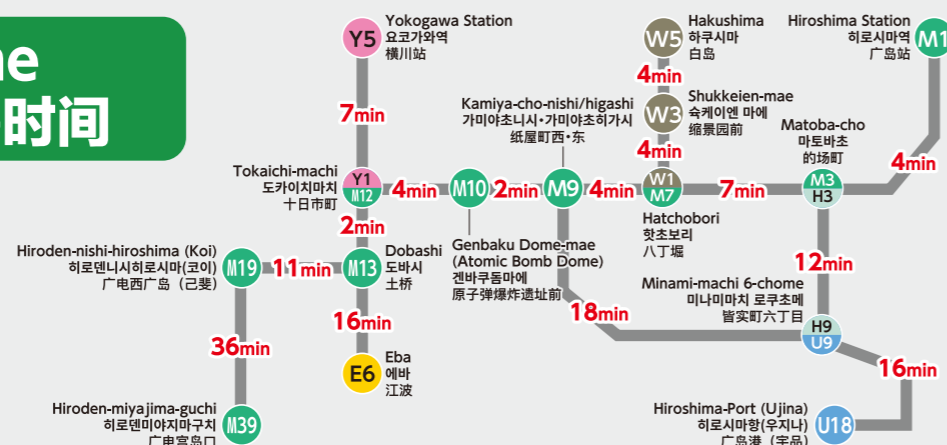 me
时间
Y5
Yokogawa Station
요코가와역
横川站
W5
Hakushima
하쿠시마
白岛
Hiroshima Station
히로시마역
广岛站
M1
4min
7min
Kamiya-cho-nishi/higashi
가미야초니시・가미야초히가시
纸屋町西・东
W3
Shukkeien-mae
슉케이엔 마에
缩景园前
4min
Matoba-cho
마토바초
的场町
4min
Tokaichi-machi
도카이치마치
十日市町
Y1
M12
4min
M10
2min
M9
4min
W1
M7
7min
M3
H3
2min
Hatchobori
핫초보리
八丁堀
Hiroden-nishi-hiroshima (Koi)
히로덴니시히로시마(코이)
广电西广岛（己斐）
M19
11min
M13
Dobashi
도바시
土桥
Genbaku Dome-mae
(Atomic Bomb Dome)
겐바쿠돔마에
原子弹爆炸遗址前
12min
Minami-machi 6-chome
미나미마치 로쿠초메
皆实町六丁目
18min
16min
H9
U9
36min
E6
Eba
에바
江波
16min
Hiroden-miyajima-guchi
히로덴미야지마구치
广电宫岛口
M39
Hiroshima-Port (Ujina)
히로시마항(우지나)
广岛港（宇品）
U18